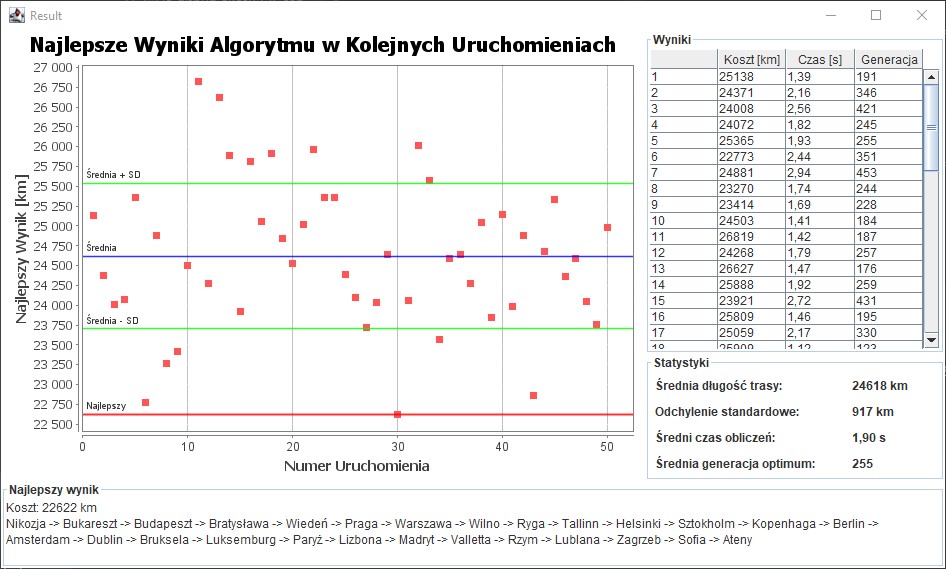 Result
Najlepsze Wyniki Algorytmu w Kolejnych Uruchomieniach
27 000
26 750
26 500
26 250
26 000
25 750
25 500
25 250
25 000
24 750
24 500
24 250
24 000
23 750
23 500
23 250
23 000
22 750
22 500
Najlepszy Wynik [km]
Średnia + SD
Średnia
Średnia - SD
Najlepszy
0 10 20 30 40 50
Numer Uruchomienia
Wyniki
Koszt [km] Czas [s] Generacja
1 25138 1,39 191
2 24371 2,16 346
3 24008 2,56 421
4 24072 1,82 245
5 25365 1,93 255
6 22773 2,44 351
7 24881 2,94 453
8 23270 1,74 244
9 23414 1,69 228
10 24503 1,41 184
11 26819 1,42 187
12 24268 1,79 257
13 26627 1,47 176
14 25888 1,92 259
15 23921 2,72 431
16 25809 1,46 195
17 25059 2,17 330
18 25909 1,12 123
Statystyki
Średnia długość trasy: 24618 km
Odchylenie standardowe: 917 km
Średni czas obliczeń: 1,90 s
Średnia generacja optimum: 255
Najlepszy wynik
Koszt: 22622 km
Nikozja -> Bukareszt -> Budapeszt -> Bratysława -> Wiedeń -> Praga -> Warszawa -> Wilno -> Ryga -> Tallinn -> Helsinki -> Sztokholm -> Kopenhaga -> Berlin ->
Amsterdam -> Dublin -> Bruksela -> Luksemburg -> Paryż -> Lizbona -> Madryt -> Valletta -> Rzym -> Lublana -> Zagrzeb -> Sofia -> Ateny